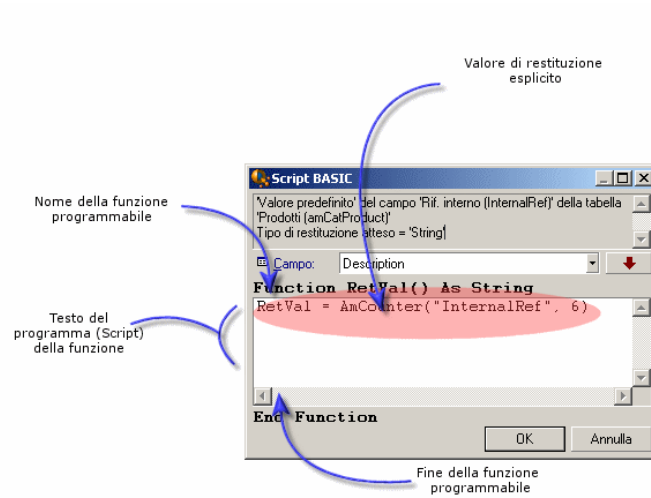 Valore di restituzione
esplicito
Script BASIC
Nome della funzione
programmabile
'Valore predefinito' del campo 'Rif. interno (InternalRef)' della tabella
'Prodotti (amCatProduct)'
Tipo di restituzione atteso = 'String'
Campo:
Description
Function RetVal() As String
RetVal = AmCounter("InternalRef", 6)
Testo del
programma (Script)
della funzione
End Function
OK
Annulla
Fine della funzione
programmabile